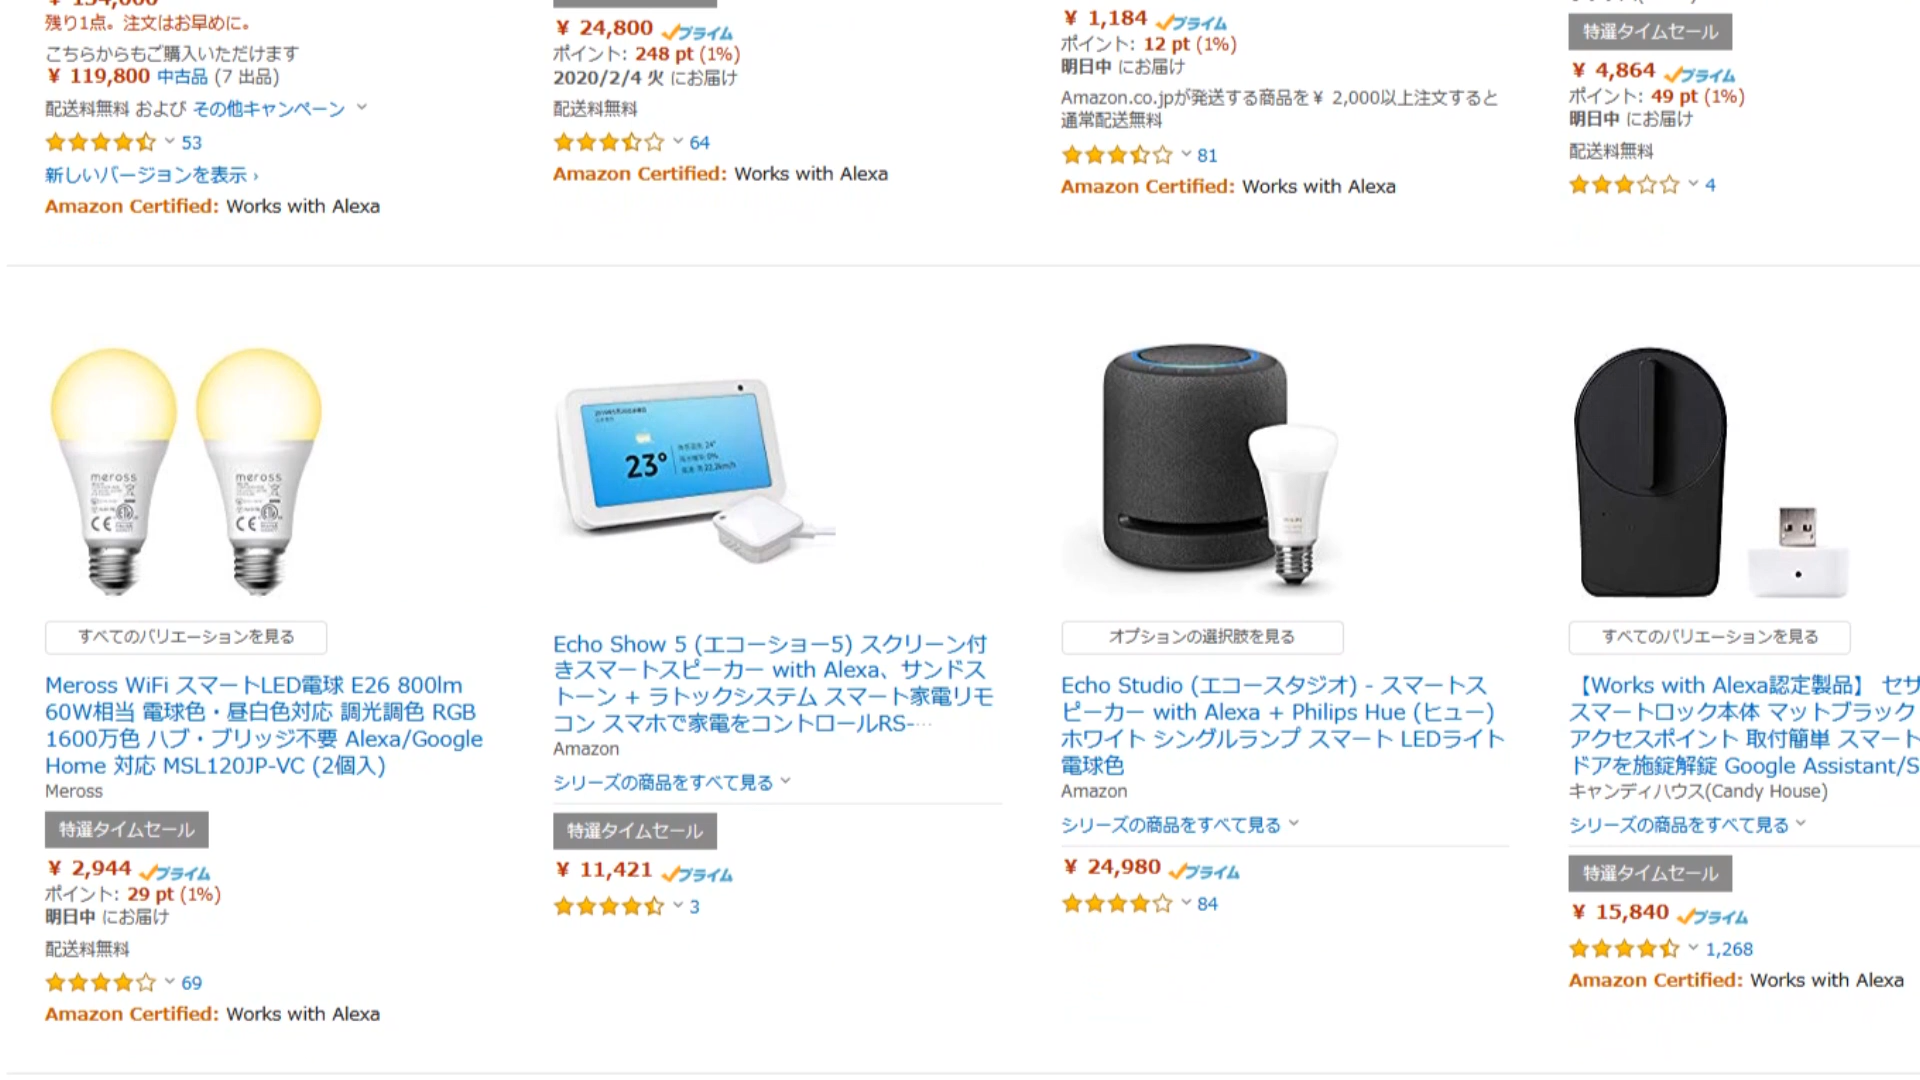 残り1点。注文はお早めに。
こちらからもご購入いただけます
¥ 119,800 中古品 (7 出品)
配送料無料 および その他キャンペーン
53
新しいバージョンを表示 ›
Amazon Certified: Works with Alexa
¥ 24,800 プライム
ポイント: 248 pt (1%)
2020/2/4 火 にお届け
配送料無料
64
Amazon Certified: Works with Alexa
¥ 1,184 プライム
ポイント: 12 pt (1%)
明日中 にお届け
Amazon.co.jpが発送する商品を¥ 2,000以上注文すると
通常配送無料
81
Amazon Certified: Works with Alexa
特選タイムセール
¥ 4,864 プライム
ポイント: 49 pt (1%)
明日中 にお届け
配送料無料
4
meross
meross
すべてのバリエーションを見る
Meross WiFi スマートLED電球 E26 800lm
60W相当 電球色・昼白色対応 調光調色 RGB
1600万色 ハブ・ブリッジ不要 Alexa/Google
Home 対応 MSL120JP-VC (2個入)
Meross
特選タイムセール
¥ 2,944 プライム
ポイント: 29 pt (1%)
明日中 にお届け
配送料無料
69
Amazon Certified: Works with Alexa
23°
Echo Show 5 (エコーショー5) スクリーン付
きスマートスピーカー with Alexa、サンドス
トーン + ラトックシステム スマート家電リモ
コン スマホで家電をコントロールRS-…
Amazon
シリーズの商品をすべて見る
特選タイムセール
¥ 11,421 プライム
3
オプションの選択肢を見る
Echo Studio (エコースタジオ) - スマートス
ピーカー with Alexa + Philips Hue (ヒュー)
ホワイト シングルランプ スマート LEDライト
電球色
Amazon
シリーズの商品をすべて見る
¥ 24,980 プライム
84
すべてのバリエーションを見る
【Works with Alexa認定製品】 セサ
スマートロック本体 マットブラック
アクセスポイント 取付簡単 スマート
ドアを施錠解錠 Google Assistant/S
キャンディハウス(Candy House)
シリーズの商品をすべて見る
特選タイムセール
¥ 15,840 プライム
1,268
Amazon Certified: Works with Alexa